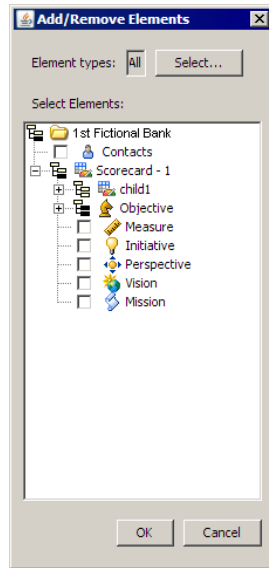 Add/Remove Elements
Element types: All Select...
Select Elements:
1st Fictional Bank
Contacts
Scorecard - 1
child1
Objective
Measure
Initiative
Perspective
Vision
Mission
OK Cancel